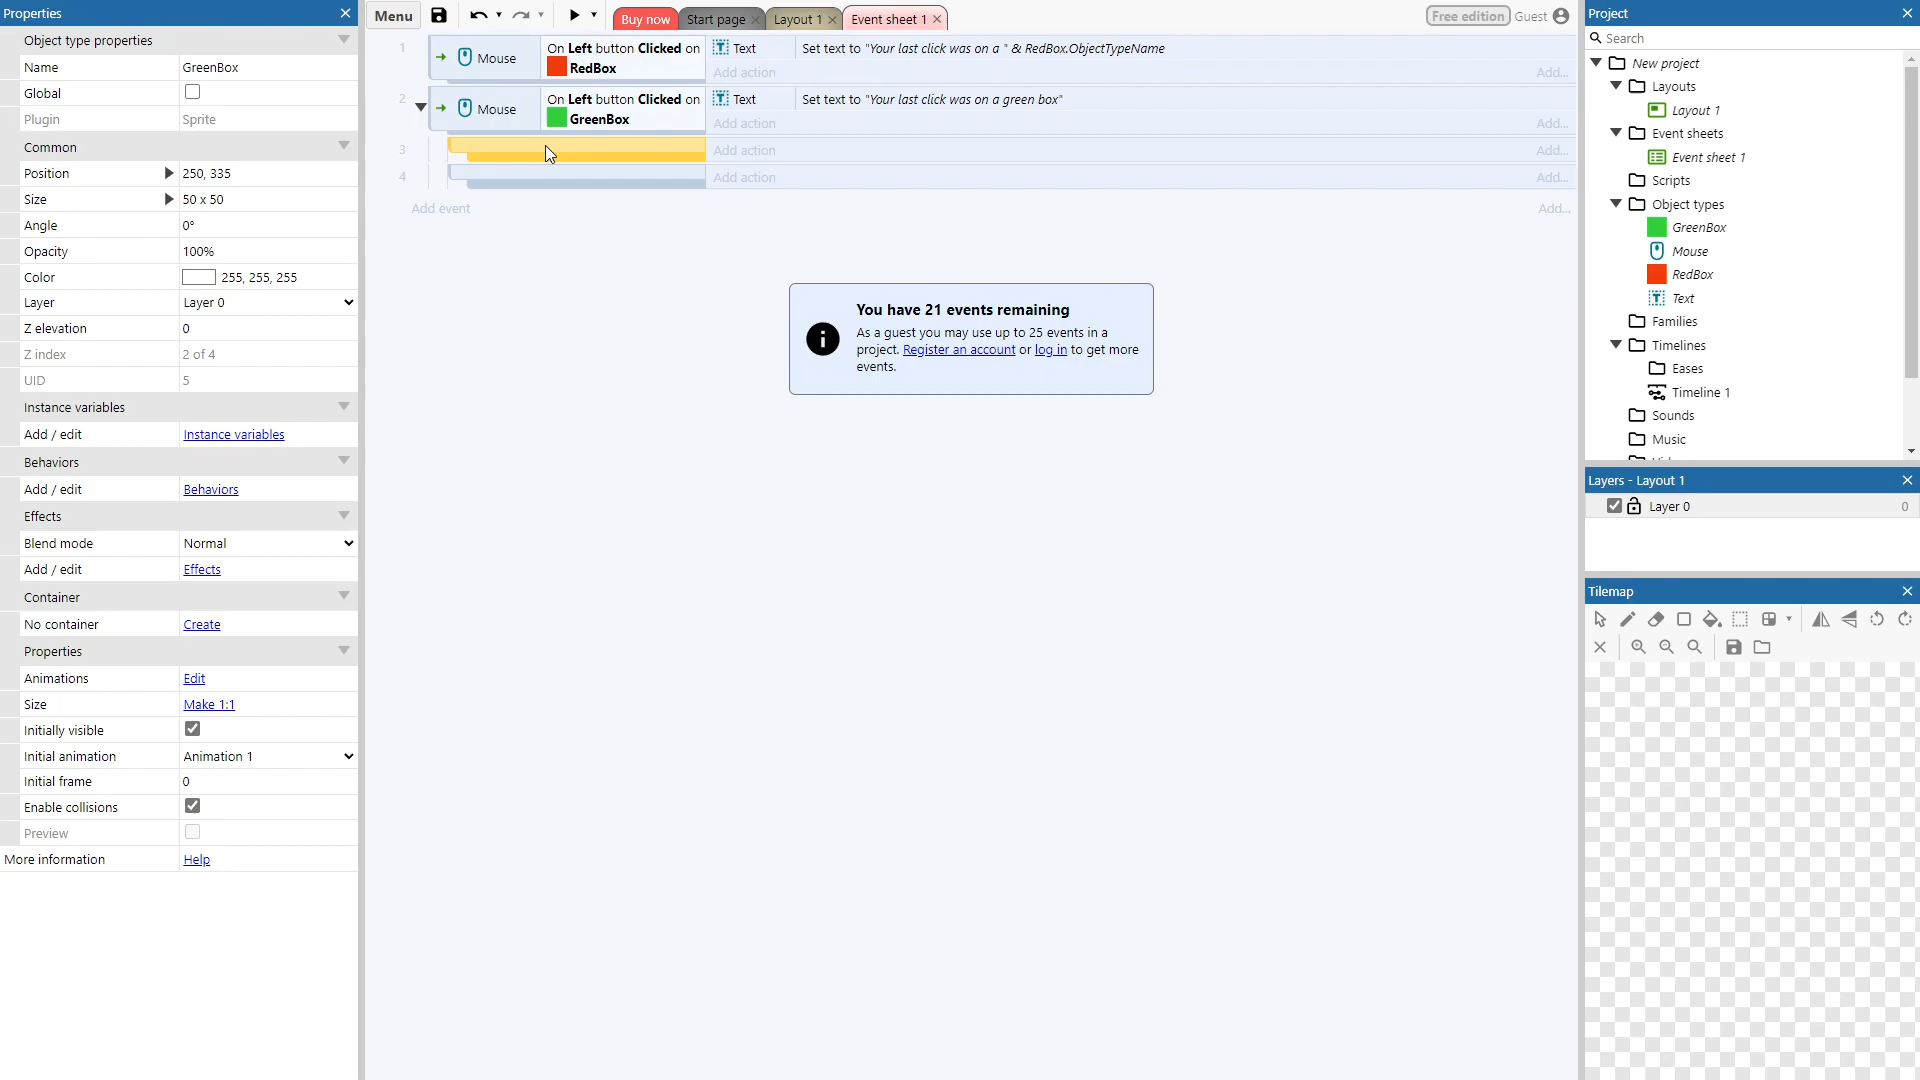 Properties
Object type properties
Name GreenBox
Global
Plugin Sprite
Common
Position 250, 335
Size 50 x 50
Angle 0°
Opacity 100%
Color 255, 255, 255
Layer Layer 0
Z elevation 0
Z index 2 of 4
UID 5
Instance variables
Add / edit Instance variables
Behaviors
Add / edit Behaviors
Effects
Blend mode Normal
Add / edit Effects
Container
No container Create
Properties
Animations Edit
Size Make 1:1
Initially visible
Initial animation Animation 1
Initial frame 0
Enable collisions
Preview
More information Help
Menu Buy now Start page Layout 1 Event sheet 1 Free edition Guest
1 Mouse On Left button Clicked on RedBox Text Set text to "Your last click was on a " & RedBox.ObjectTypeName
Add action Add...
2 Mouse On Left button Clicked on GreenBox Text Set text to "Your last click was on a green box"
Add action Add...
3 Add action Add...
4 Add action Add...
Add event Add...
You have 21 events remaining
As a guest you may use up to 25 events in a
project. Register an account or log in to get more
events.
Project
Search
New project
Layouts
Layout 1
Event sheets
Event sheet 1
Scripts
Object types
GreenBox
Mouse
RedBox
Text
Families
Timelines
Eases
Timeline 1
Sounds
Music
Layers - Layout 1
Layer 0 0
Tilemap